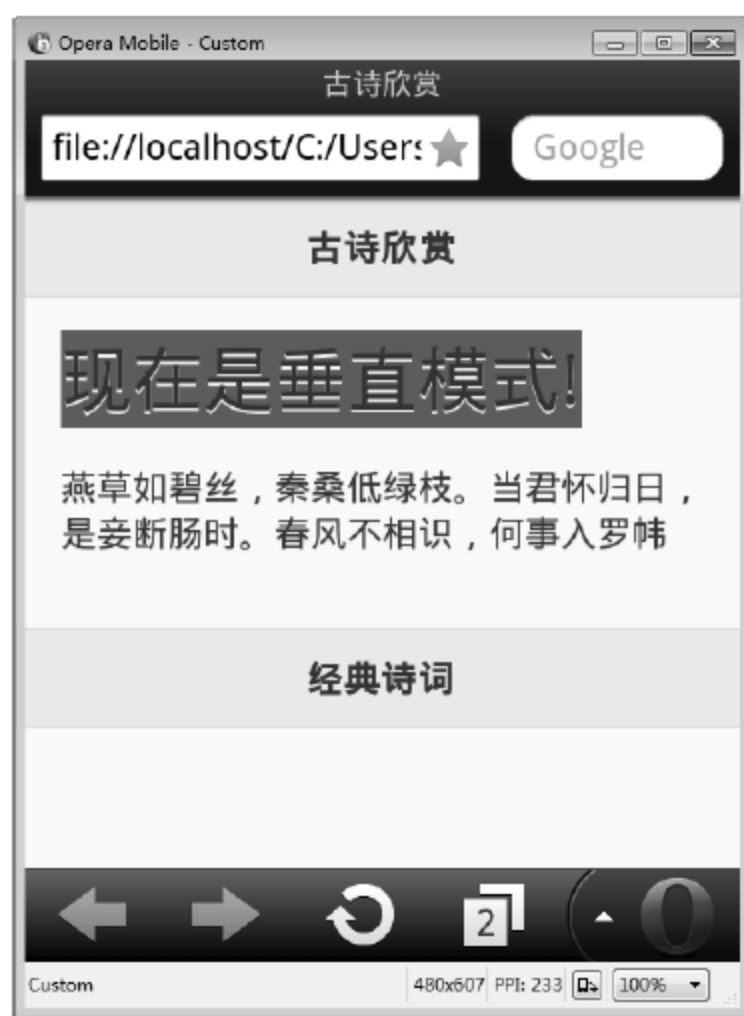 Opera Mobile - Custom
古诗欣赏
file://localhost/C:/Users
Google
古诗欣赏
现在是垂直模式!
燕草如碧丝，秦桑低绿枝。当君怀归日，
是妾断肠时。春风不相识，何事入罗帏
经典诗词
2
Custom
480x607
PPI: 233
100%